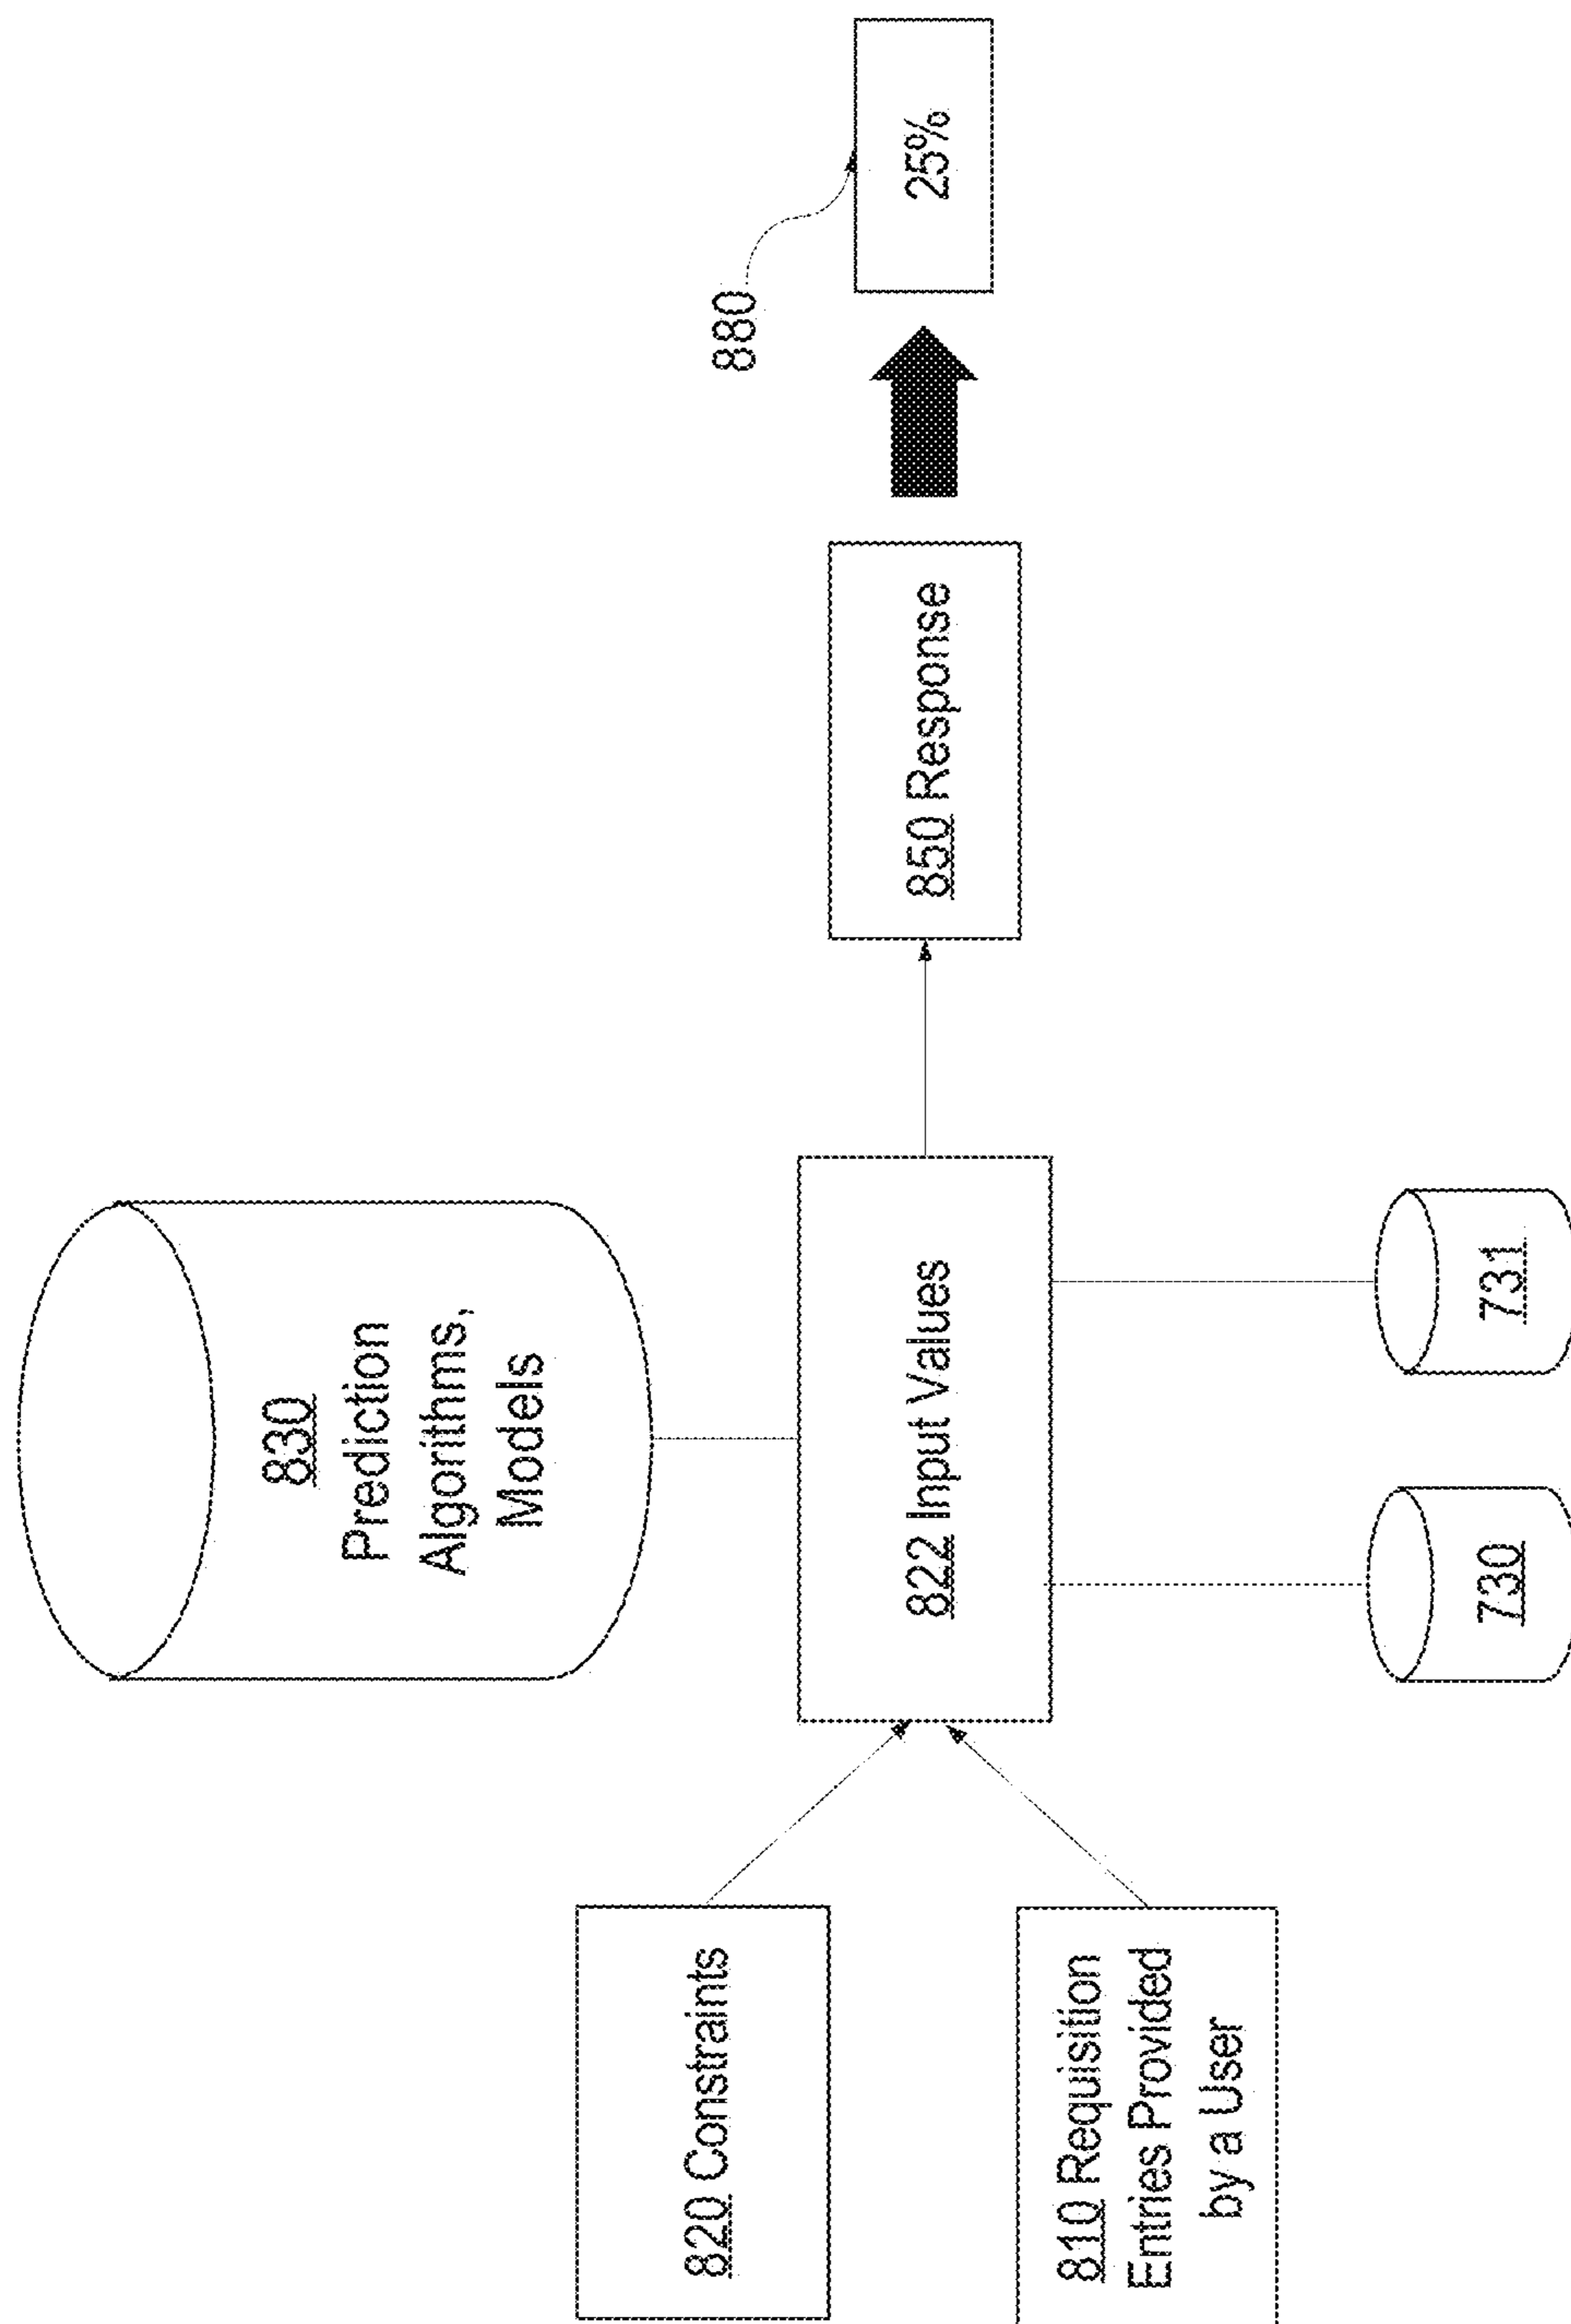 830
Prediction
Algorithms,
Models
820 Constraints
810 Requisition
Entries Provided
by a User
822 Input Values
850 Response
880
25%
730
731